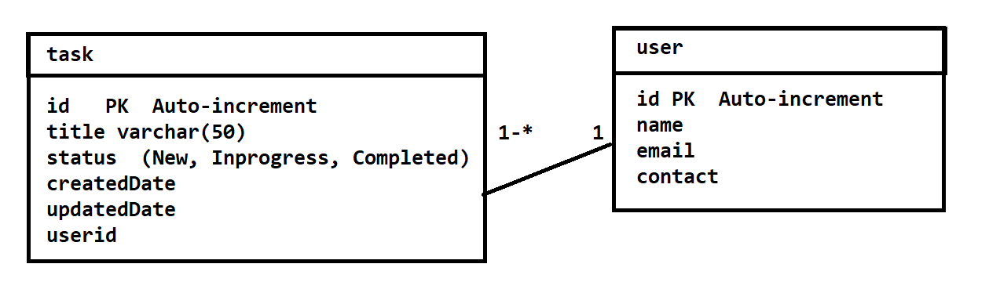 task
id PK Auto-increment
title varchar(50)
status (New, Inprogress, Completed)
createdDate
updatedDate
userid
1-*
1
user
id PK Auto-increment
name
email
contact